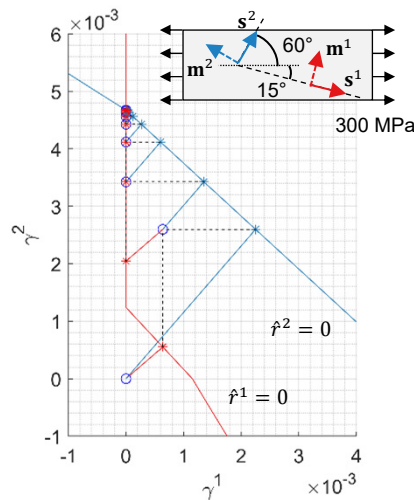 ×10⁻³
6
5
4
3
2
1
0
-1
γ²
s²
60°
m²
m¹
s¹
15°
300 MPa
r̂² = 0
r̂¹ = 0
-1 0 1 2 3 4
γ¹ ×10⁻³